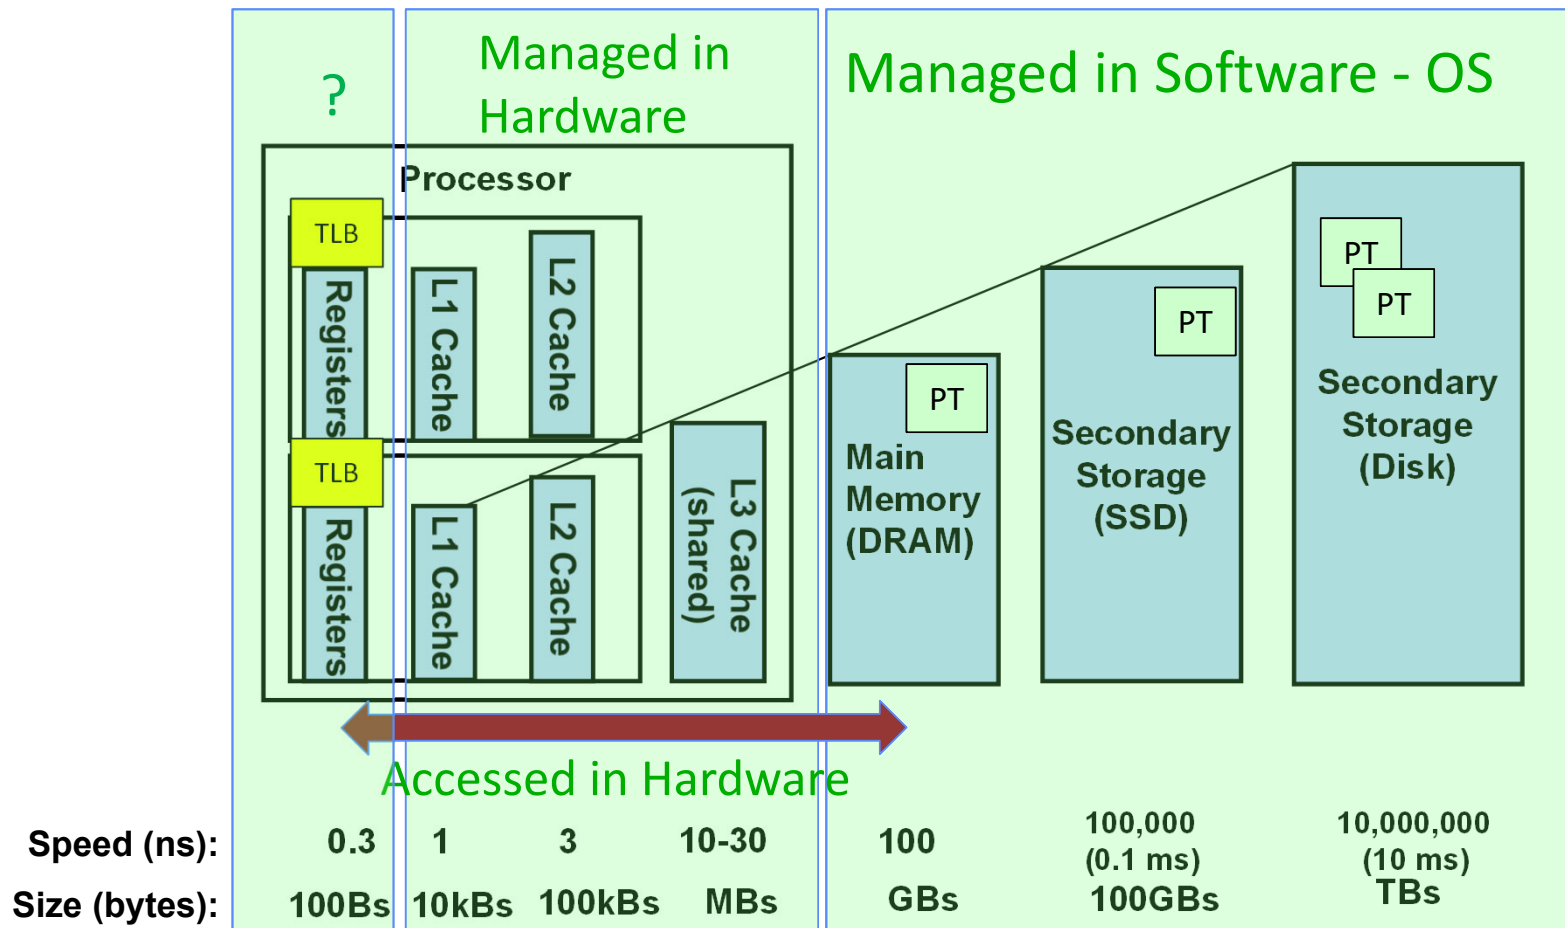 ?
Managed in
Hardware
Managed in Software - OS
Processor
TLB
Registers
L1 Cache
L2 Cache
TLB
Registers
L1 Cache
L2 Cache
L3 Cache
(shared)
PT
Main
Memory
(DRAM)
PT
Secondary
Storage
(SSD)
PT
PT
Secondary
Storage
(Disk)
Accessed in Hardware
Speed (ns): 0.3 1 3 10-30 100 100,000 (0.1 ms) 10,000,000 (10 ms)
Size (bytes): 100Bs 10kBs 100kBs MBs GBs 100GBs TBs